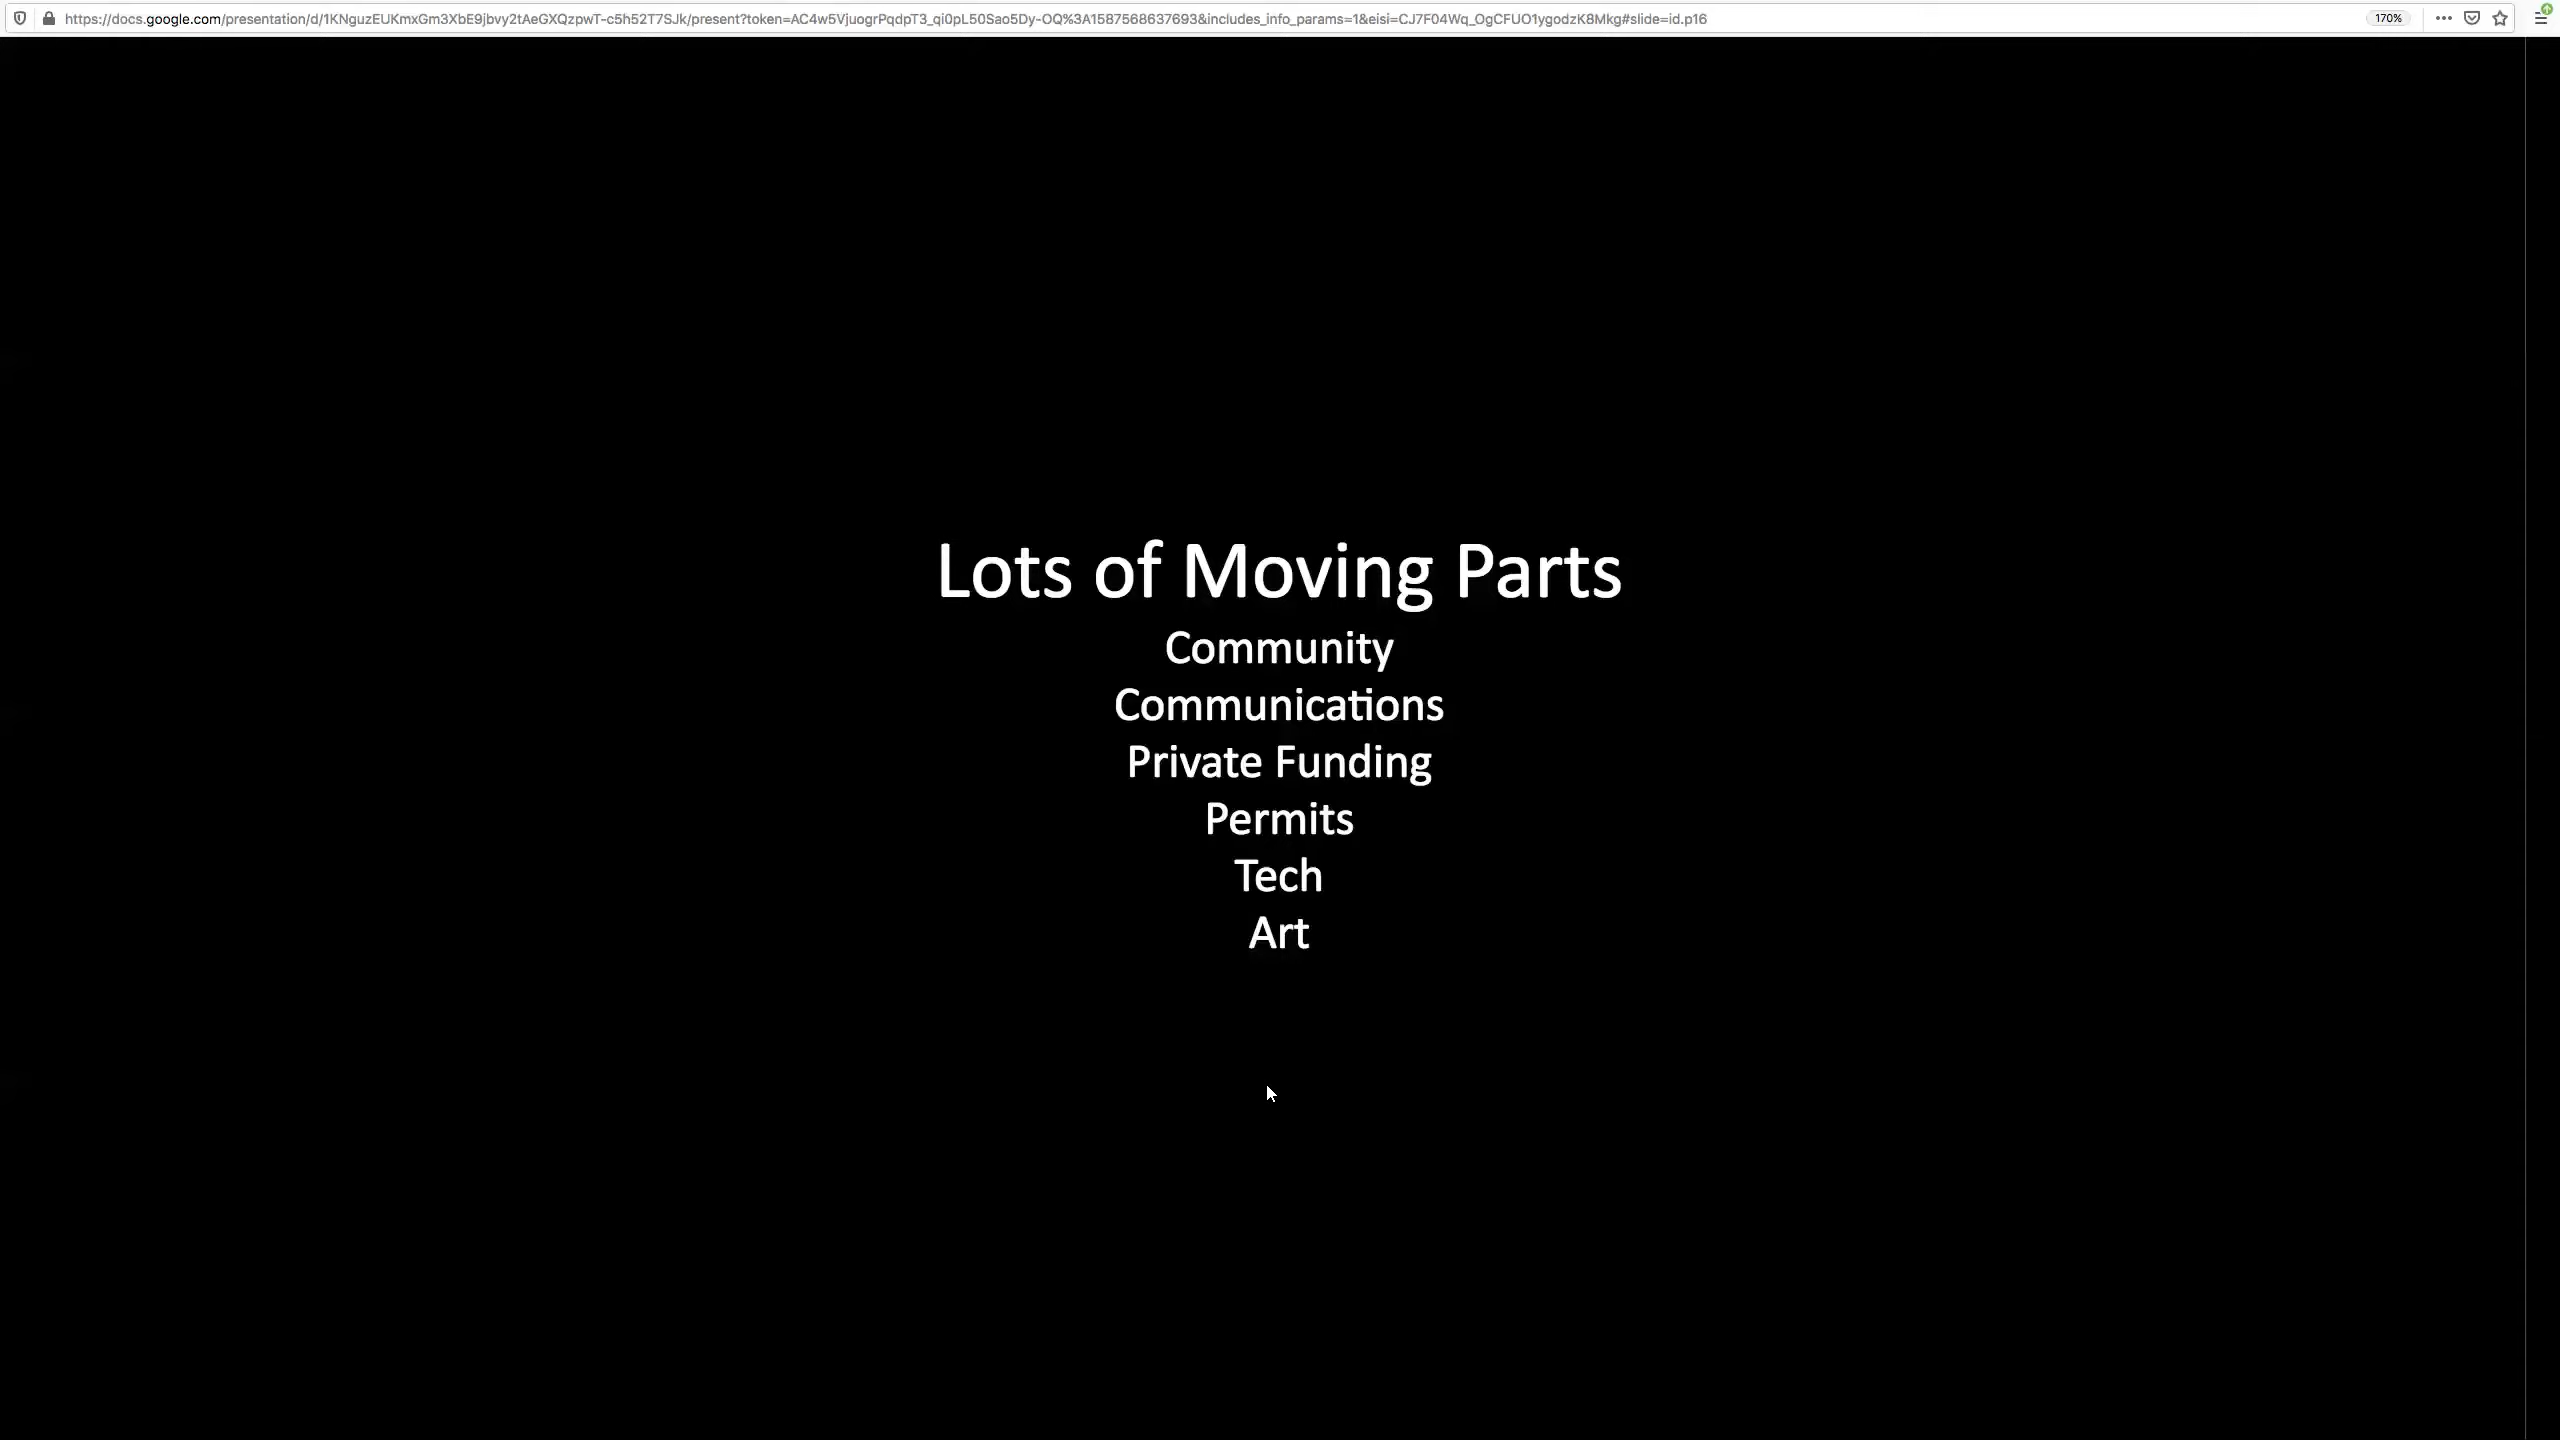 https://docs.google.com/presentation/d/1KNguzEUKmxGm3XbE9jbvy2tAeGXQzpwT-c5h52T7SJk/present?token=AC4w5VjuogrPqdpT3_qi0pL50Sao5Dy-OQ%3A1587568637693&includes_info_params=1&eisi=CJ7F04Wq_OgCFUO1ygodzK8Mkg#slide=id.p16 170%
Lots of Moving Parts
Community
Communications
Private Funding
Permits
Tech
Art